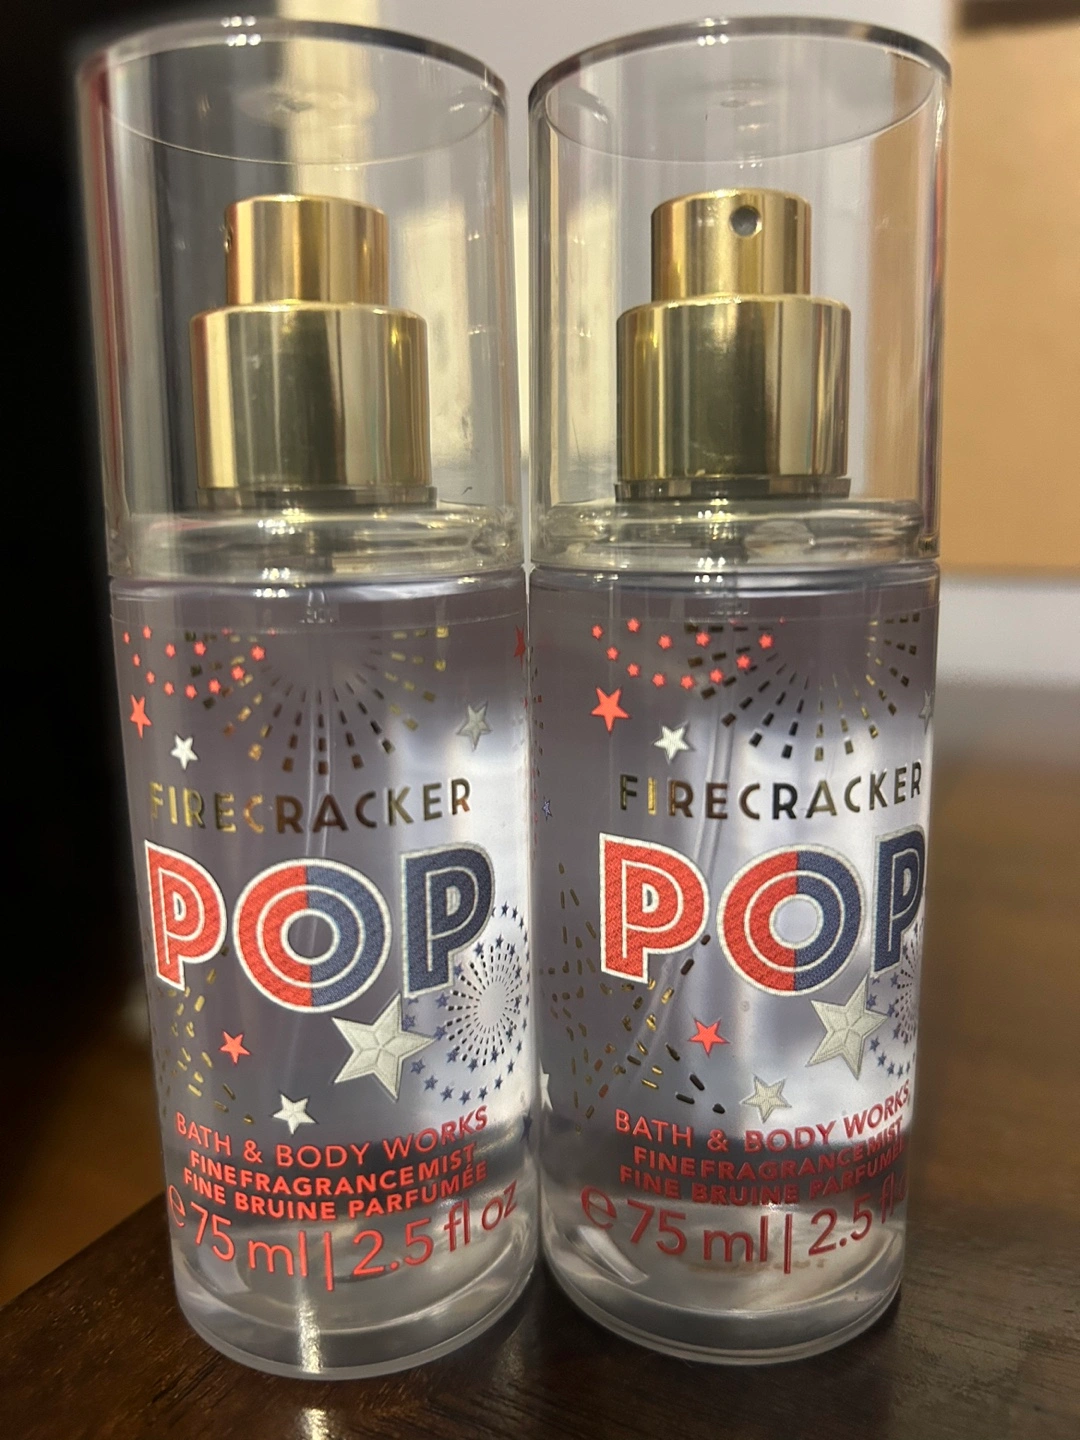 FIRECRACKER
POP
BATH & BODY WORKS
FINE FRAGRANCE MIST
FINE BRUINE PARFUMÉE
e 75 ml | 2.5 fl oz
FIRECRACKER
POP
BATH & BODY WORKS
FINE FRAGRANCE MIST
FINE BRUINE PARFUMÉE
e 75 ml | 2.5 fl